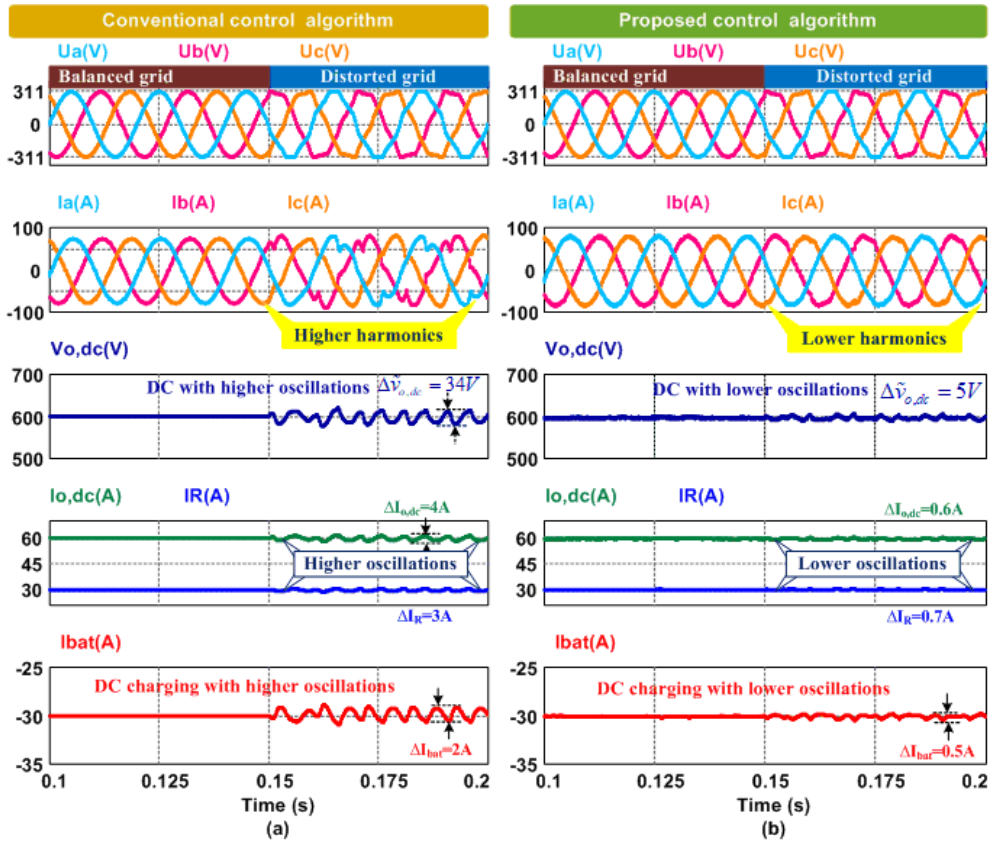 Conventional control algorithm
Ua(V) Ub(V) Uc(V)
Balanced grid Distorted grid
311
0
-311
Ia(A) Ib(A) Ic(A)
100
0
-100
Higher harmonics
Vo,dc(V)
700
DC with higher oscillations Δṽo,dc = 34V
600
500
Io,dc(A) IR(A)
ΔIo,dc=4A
60
45
Higher oscillations
30
ΔIR=3A
Ibat(A)
-25
DC charging with higher oscillations
-30
ΔIbat=2A
-35
0.1 0.125 0.15 0.175 0.2
Time (s)
(a)
Proposed control algorithm
Ua(V) Ub(V) Uc(V)
Balanced grid Distorted grid
311
0
-311
Ia(A) Ib(A) Ic(A)
100
0
-100
Lower harmonics
Vo,dc(V)
700
DC with lower oscillations Δṽo,dc = 5V
600
500
Io,dc(A) IR(A)
ΔIo,dc=0.6A
60
45
Lower oscillations
30
ΔIR=0.7A
Ibat(A)
-25
DC charging with lower oscillations
-30
ΔIbat=0.5A
-35
0.1 0.125 0.15 0.175 0.2
Time (s)
(b)